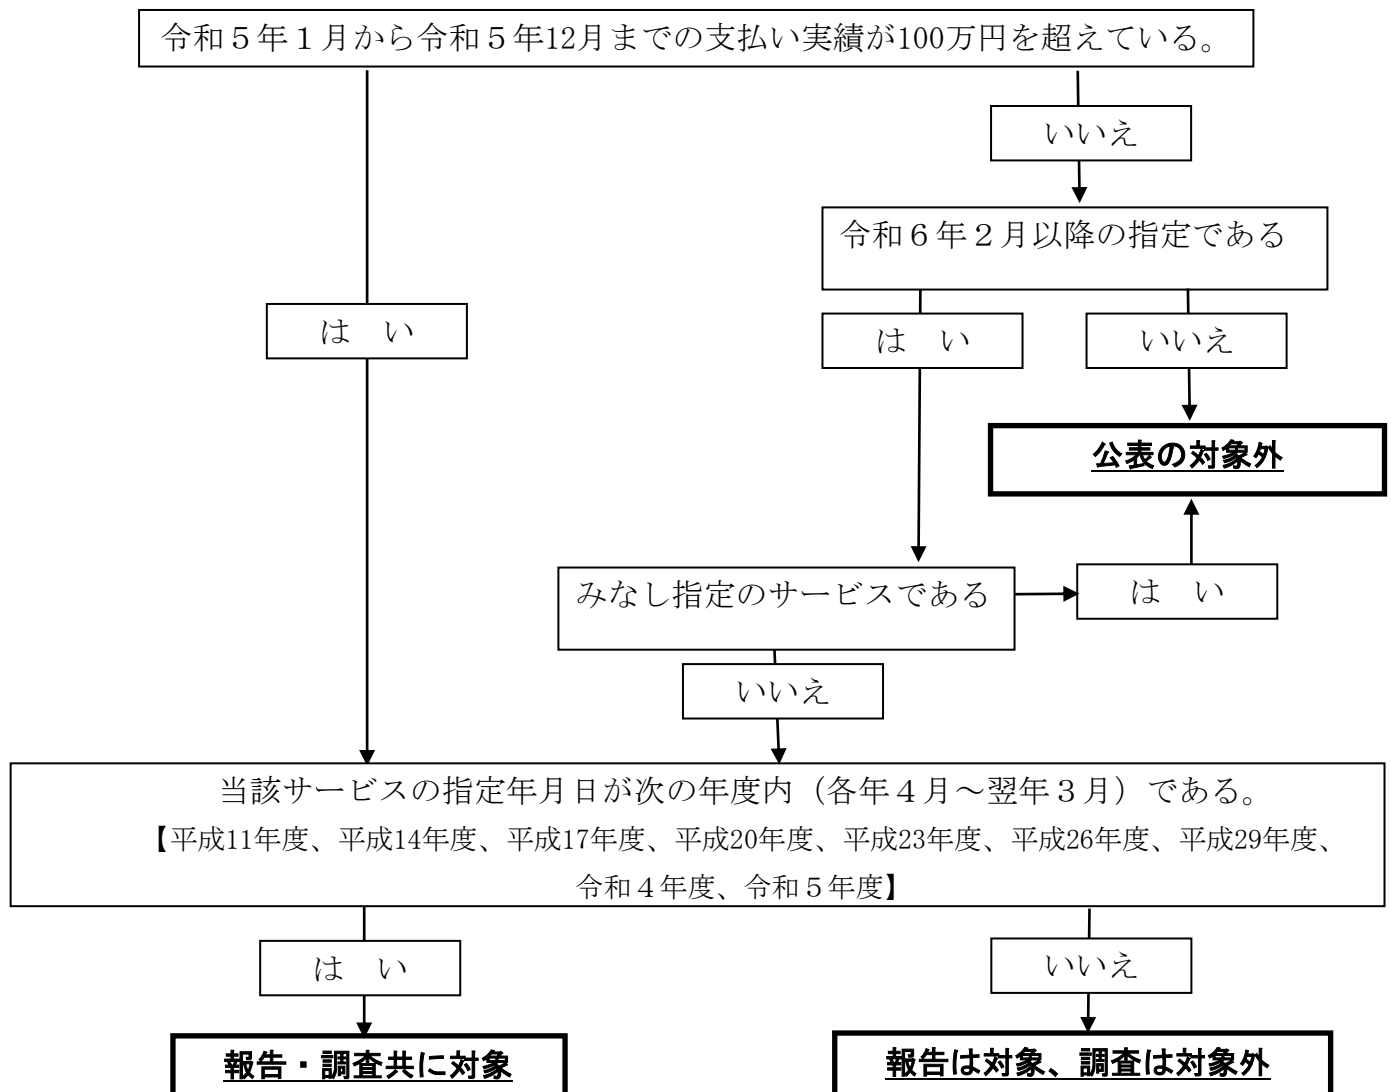 令和５年１月から令和５年12月までの支払い実績が100万円を超えている。
いいえ
令和６年２月以降の指定である
は　い
は　い
いいえ
公表の対象外
みなし指定のサービスである
は　い
いいえ
当該サービスの指定年月日が次の年度内（各年４月～翌年３月）である。
【平成11年度、平成14年度、平成17年度、平成20年度、平成23年度、平成26年度、平成29年度、
令和４年度、令和５年度】
は　い
いいえ
報告・調査共に対象
報告は対象、調査は対象外